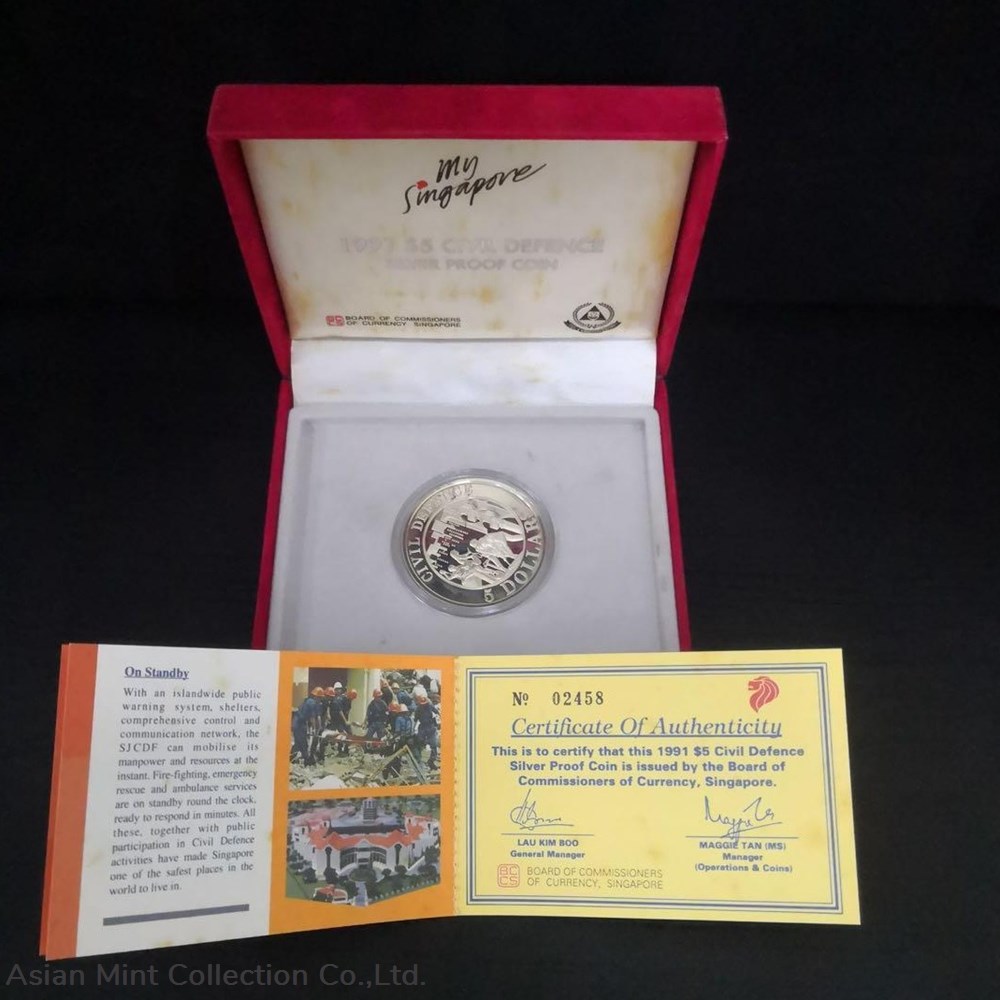 My
Singapore
1991 $5 CIVIL DEFENCE
SILVER PROOF COIN
BOARD OF COMMISSIONERS
OF CURRENCY SINGAPORE
CIVIL DEFENCE
5 DOLLARS
On Standby
With an islandwide public
warning system, shelters,
comprehensive control and
communication network, the
SJCDF can mobilise its
manpower and resources at the
instant. Fire-fighting, emergency
rescue and ambulance services
are on standby round the clock,
ready to respond in minutes. All
these, together with public
participation in Civil Defence
activities have made Singapore
one of the safest places in the
world to live in.
Nº 02458
Certificate Of Authenticity
This is to certify that this 1991 $5 Civil Defence
Silver Proof Coin is issued by the Board of
Commissioners of Currency, Singapore.
LAU KIM BOO
General Manager
MAGGIE TAN (MS)
Manager
(Operations & Coins)
BCCS
BOARD OF COMMISSIONERS
OF CURRENCY, SINGAPORE
Asian Mint Collection Co.,Ltd.